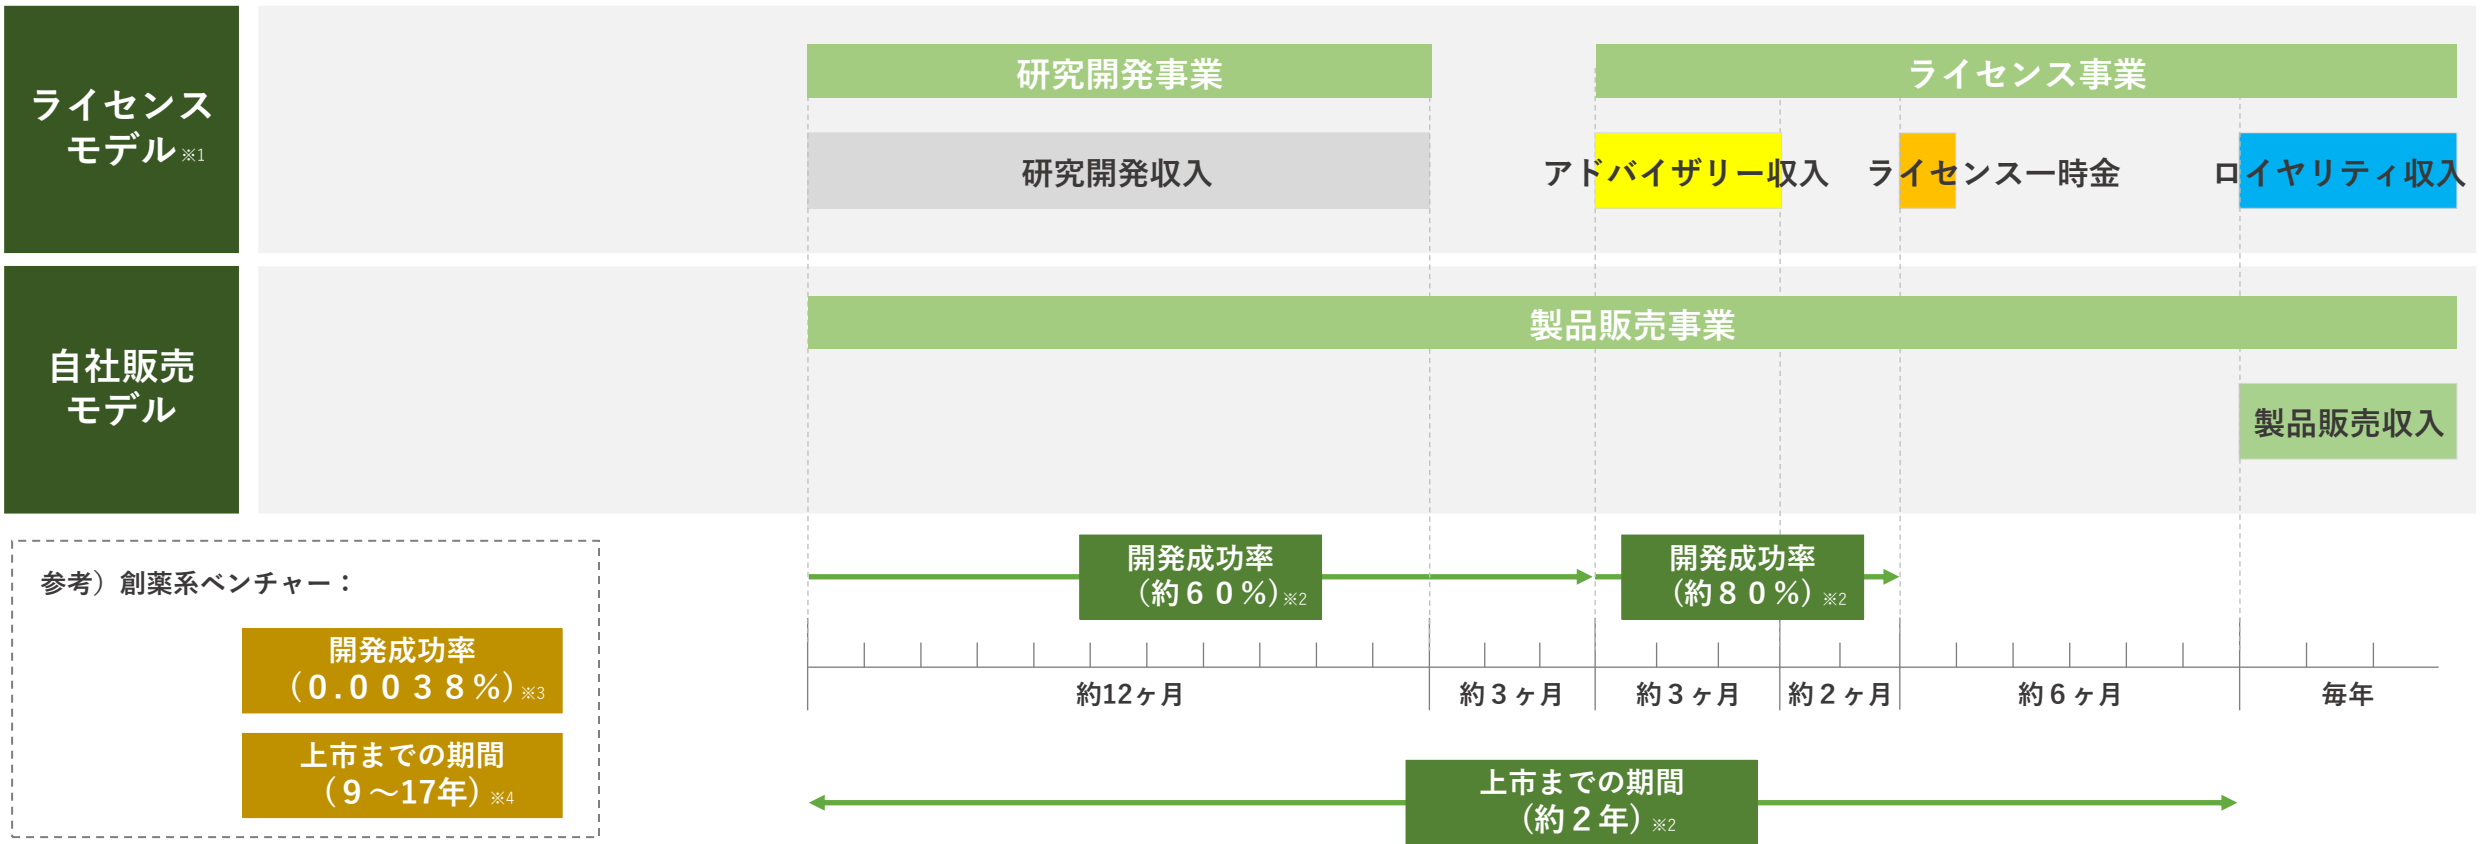 ライセンス
モデル※1
研究開発事業
ライセンス事業
研究開発収入
アドバイザリー収入
ライセンス一時金
ロイヤリティ収入
自社販売
モデル
製品販売事業
製品販売収入
参考）創薬系ベンチャー：
開発成功率
（０.００３８％）※3
上市までの期間
（９～17年）※4
開発成功率
（約６０％）※2
開発成功率
（約８０％）※2
約12ヶ月
約３ヶ月
約３ヶ月
約２ヶ月
約６ヶ月
毎年
上市までの期間
（約２年）※2